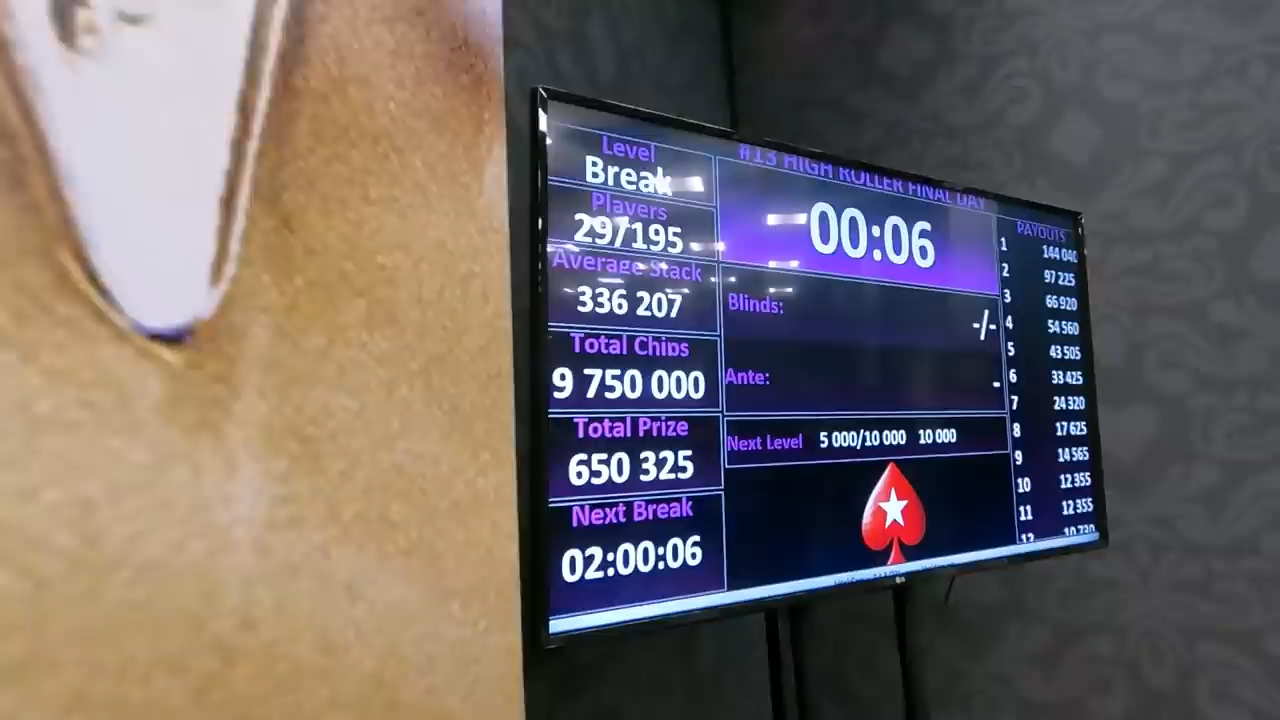 Level
Break
Players
29/195
Average Stack
336 207
Total Chips
9 750 000
Total Prize
650 325
Next Break
02:00:06
#13 HIGH ROLLER FINAL DAY
00:06
Blinds:
-/-
Ante:
-
Next Level 5 000/10 000 10 000
PAYOUTS
1 144 040
2 97 225
3 66 920
4 54 560
5 43 505
6 33 425
7 24 320
8 17 625
9 14 565
10 12 355
11 12 355
12 10 720